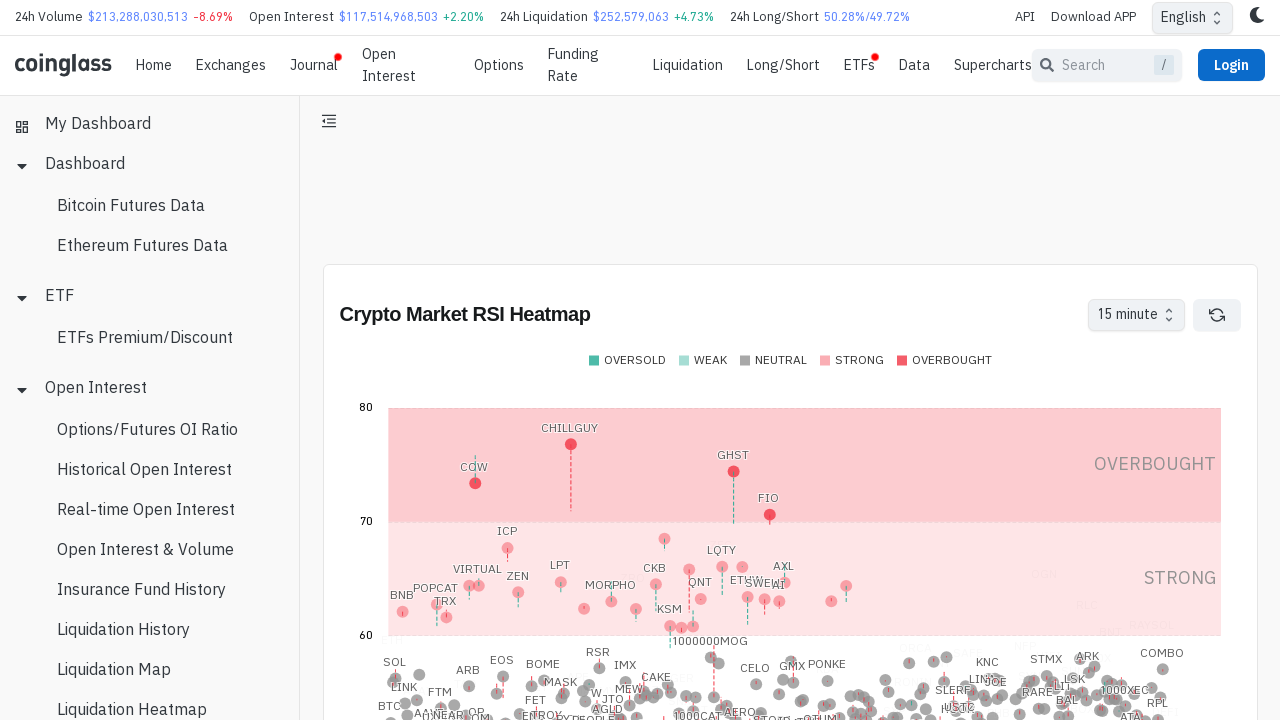 24h Volume $213,288,030,513 -8.69% Open Interest $117,514,968,503 +2.20% 24h Liquidation $252,579,063 +4.73% 24h Long/Short 50.28%/49.72% API Download APP English
coinglass Home Exchanges Journal Open Interest Options Funding Rate Liquidation Long/Short ETFs Data Supercharts Search / Login
My Dashboard
Dashboard
Bitcoin Futures Data
Ethereum Futures Data
ETF
ETFs Premium/Discount
Open Interest
Options/Futures OI Ratio
Historical Open Interest
Real-time Open Interest
Open Interest & Volume
Insurance Fund History
Liquidation History
Liquidation Map
Liquidation Heatmap
Crypto Market RSI Heatmap 15 minute
OVERSOLD WEAK NEUTRAL STRONG OVERBOUGHT
80
CHILLGUY
GHST
OVERBOUGHT
COW
FIO
70
ICP
LQTY
LPT CKB AXL
VIRTUAL ZEN STRONG
POPCAT MORPHO QNT
BNB TRX
KSM
60
1000000MOG
RSR EOS BOME IMX
SOL ARB CELO GMX PONKE KNC STMX ARK COMBO
CAKE MASK
LINK FTM FET MEW JTO SLERF RARE BAL LSK 1000XEC
BTC AGLD 1000CAT AERO USTC RPL
NEAR ATA